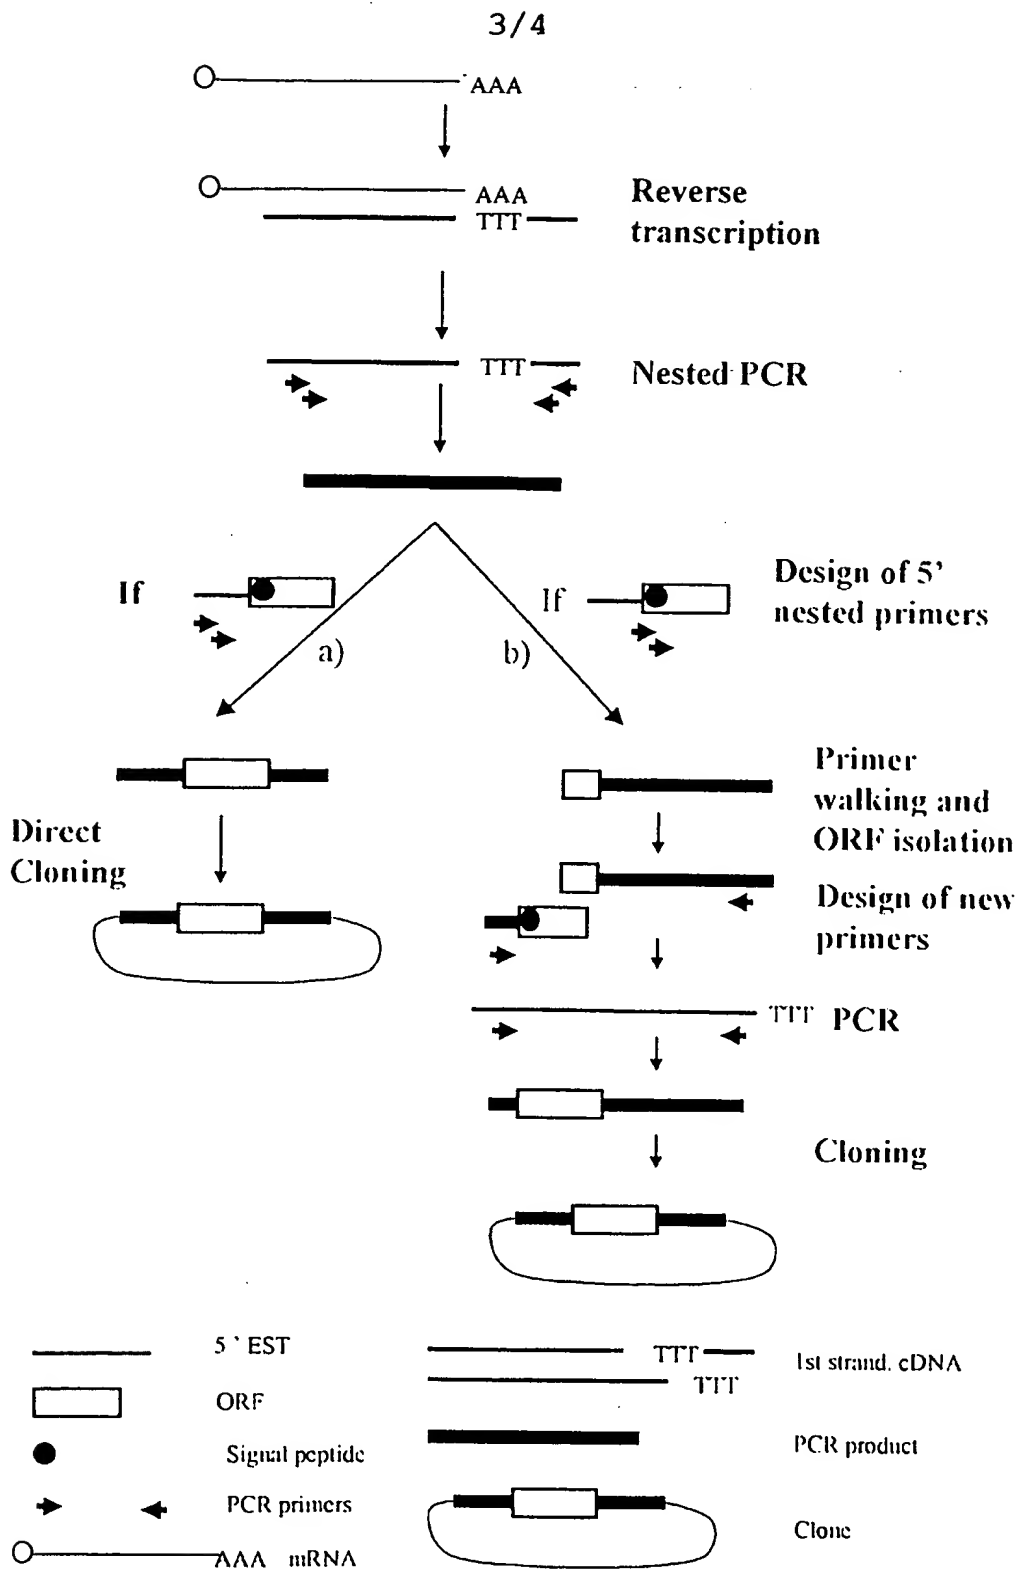 3/4
AAA
AAA
TTT
Reverse
transcription
TTT
Nested PCR
If
If
Design of 5'
nested primers
a)
b)
Primer
walking and
ORF isolation
Direct
Cloning
Design of new
primers
TTT
PCR
Cloning
5' EST
ORF
Signal peptide
PCR primers
AAA mRNA
TTT
TTT
1st strand. cDNA
PCR product
Clone